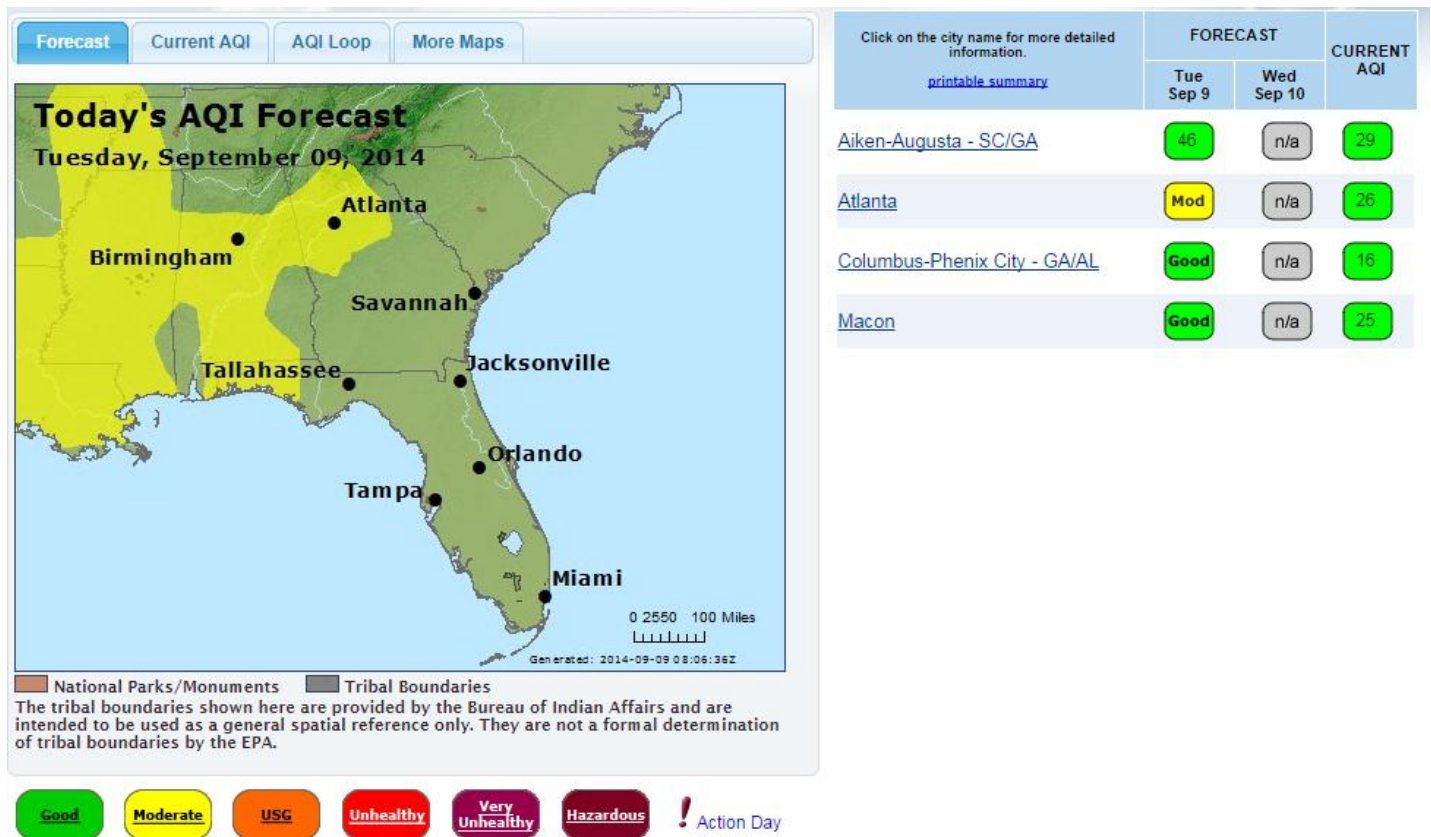 Forecast
Current AQI
AQI Loop
More Maps
Today's AQI Forecast
Tuesday, September 09, 2014
Atlanta
Birmingham
Savannah
Tallahassee
Jacksonville
Orlando
Tampa
Miami
0 2550 100 Miles
Generated: 2014-09-09 08:06:36Z
National Parks/Monuments
Tribal Boundaries
The tribal boundaries shown here are provided by the Bureau of Indian Affairs and are
intended to be used as a general spatial reference only. They are not a formal determination
of tribal boundaries by the EPA.
Good
Moderate
USG
Unhealthy
Very
Unhealthy
Hazardous
! Action Day
Click on the city name for more detailed
information.
printable summary
FORECAST
CURRENT
AQI
Tue
Sep 9
Wed
Sep 10
Aiken-Augusta - SC/GA 46 n/a 29
Atlanta Mod n/a 26
Columbus-Phenix City - GA/AL Good n/a 16
Macon Good n/a 25